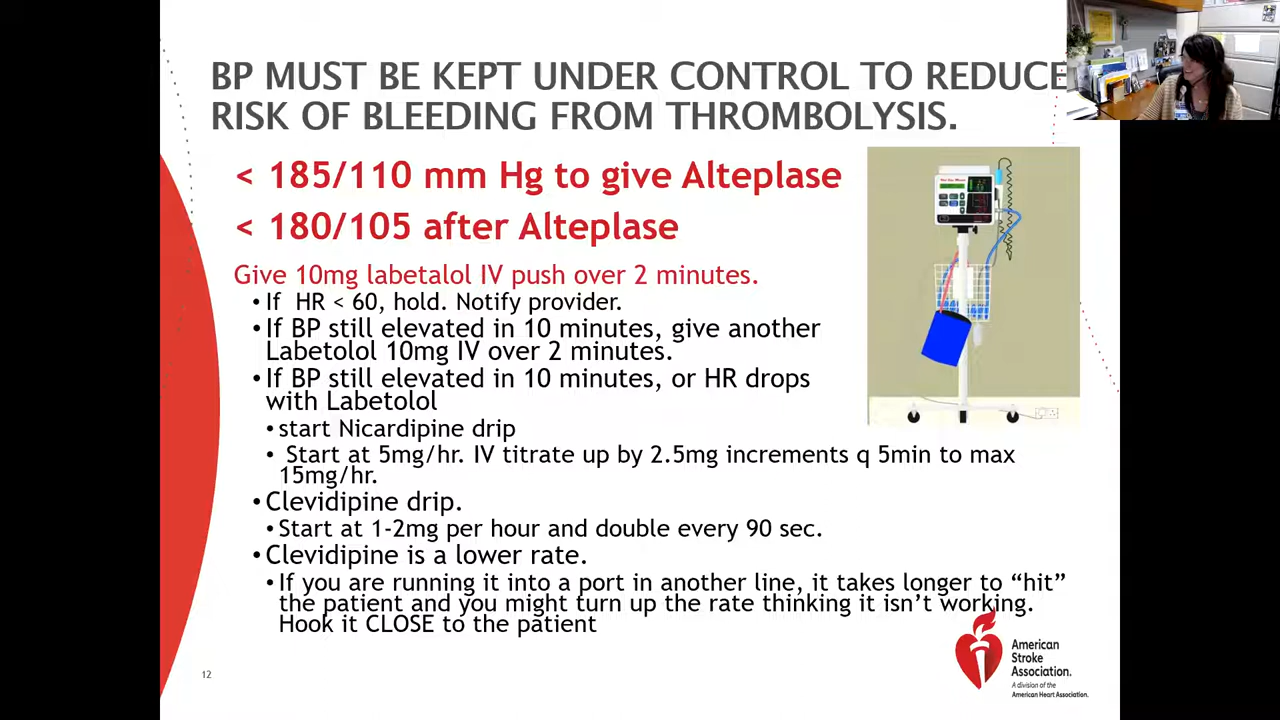 BP MUST BE KEPT UNDER CONTROL TO REDUCE
RISK OF BLEEDING FROM THROMBOLYSIS.
< 185/110 mm Hg to give Alteplase
< 180/105 after Alteplase
Give 10mg labetalol IV push over 2 minutes.
• If HR < 60, hold. Notify provider.
• If BP still elevated in 10 minutes, give another
Labetolol 10mg IV over 2 minutes.
• If BP still elevated in 10 minutes, or HR drops
with Labetolol
• start Nicardipine drip
• Start at 5mg/hr. IV titrate up by 2.5mg increments q 5min to max
15mg/hr.
• Clevidipine drip.
• Start at 1-2mg per hour and double every 90 sec.
• Clevidipine is a lower rate.
• If you are running it into a port in another line, it takes longer to “hit”
the patient and you might turn up the rate thinking it isn’t working.
Hook it CLOSE to the patient
American
Stroke
Association.
A division of the
American Heart Association.
12